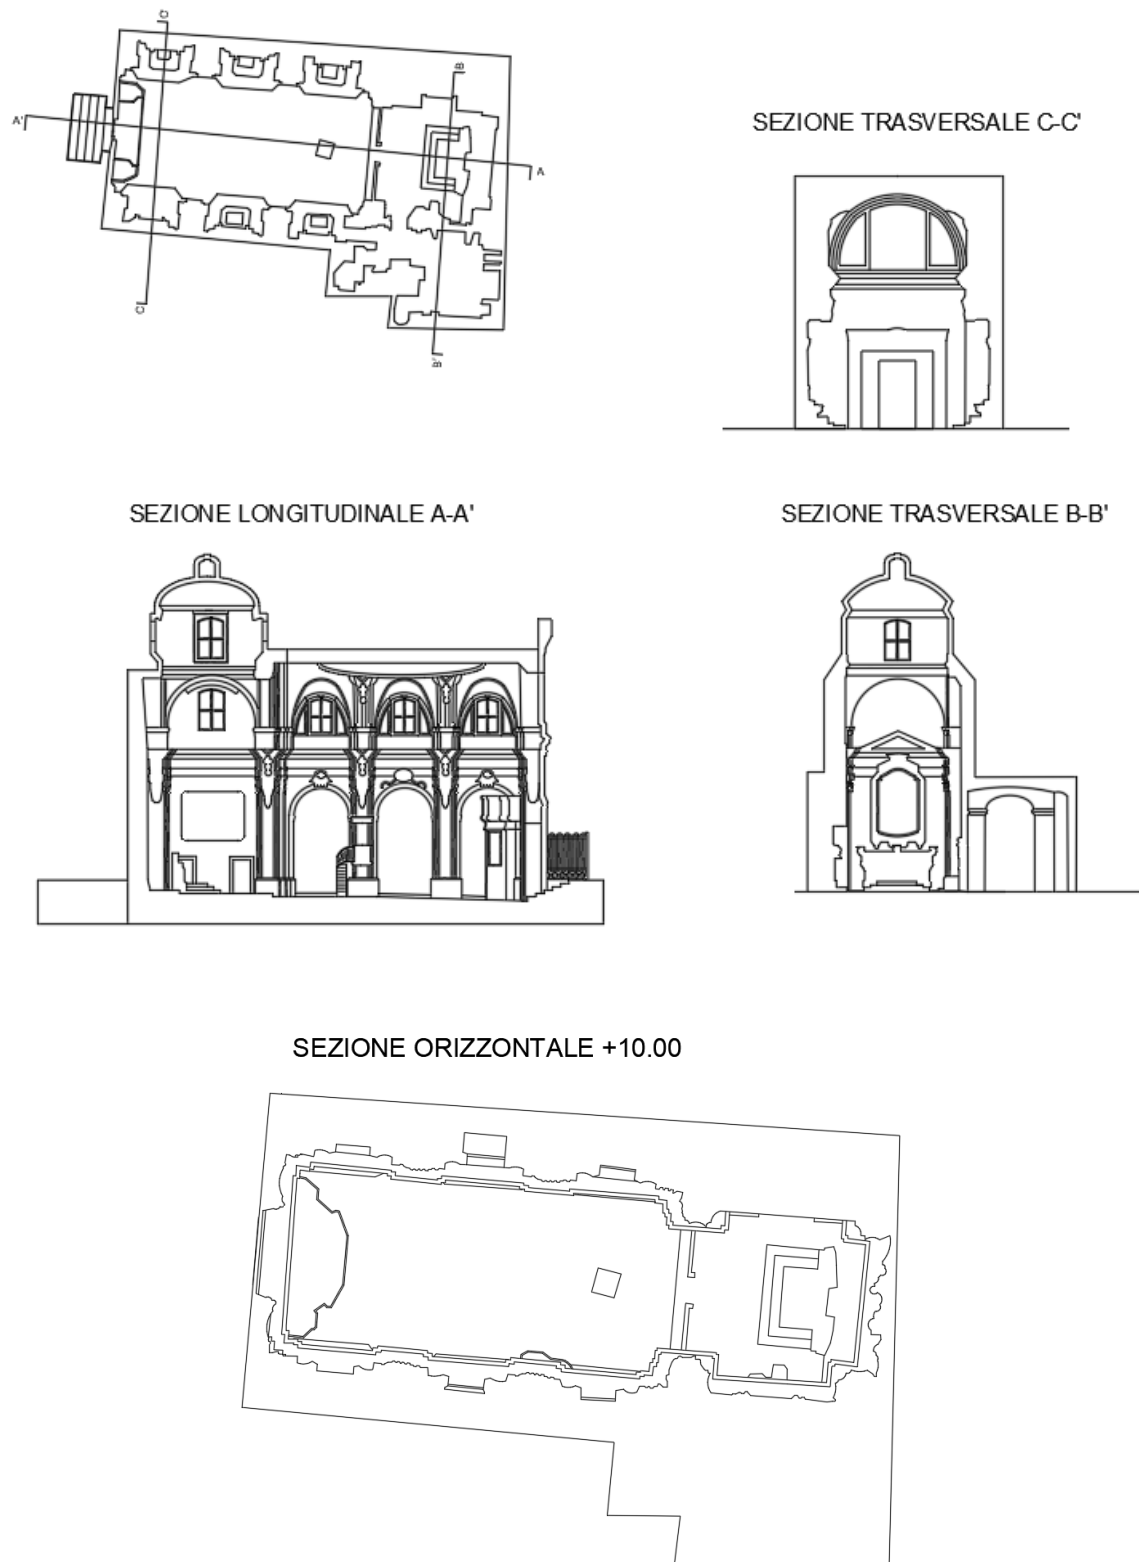 C'
B
A'
A
C
B'
SEZIONE TRASVERSALE C-C'
SEZIONE LONGITUDINALE A-A'
SEZIONE TRASVERSALE B-B'
SEZIONE ORIZZONTALE +10.00